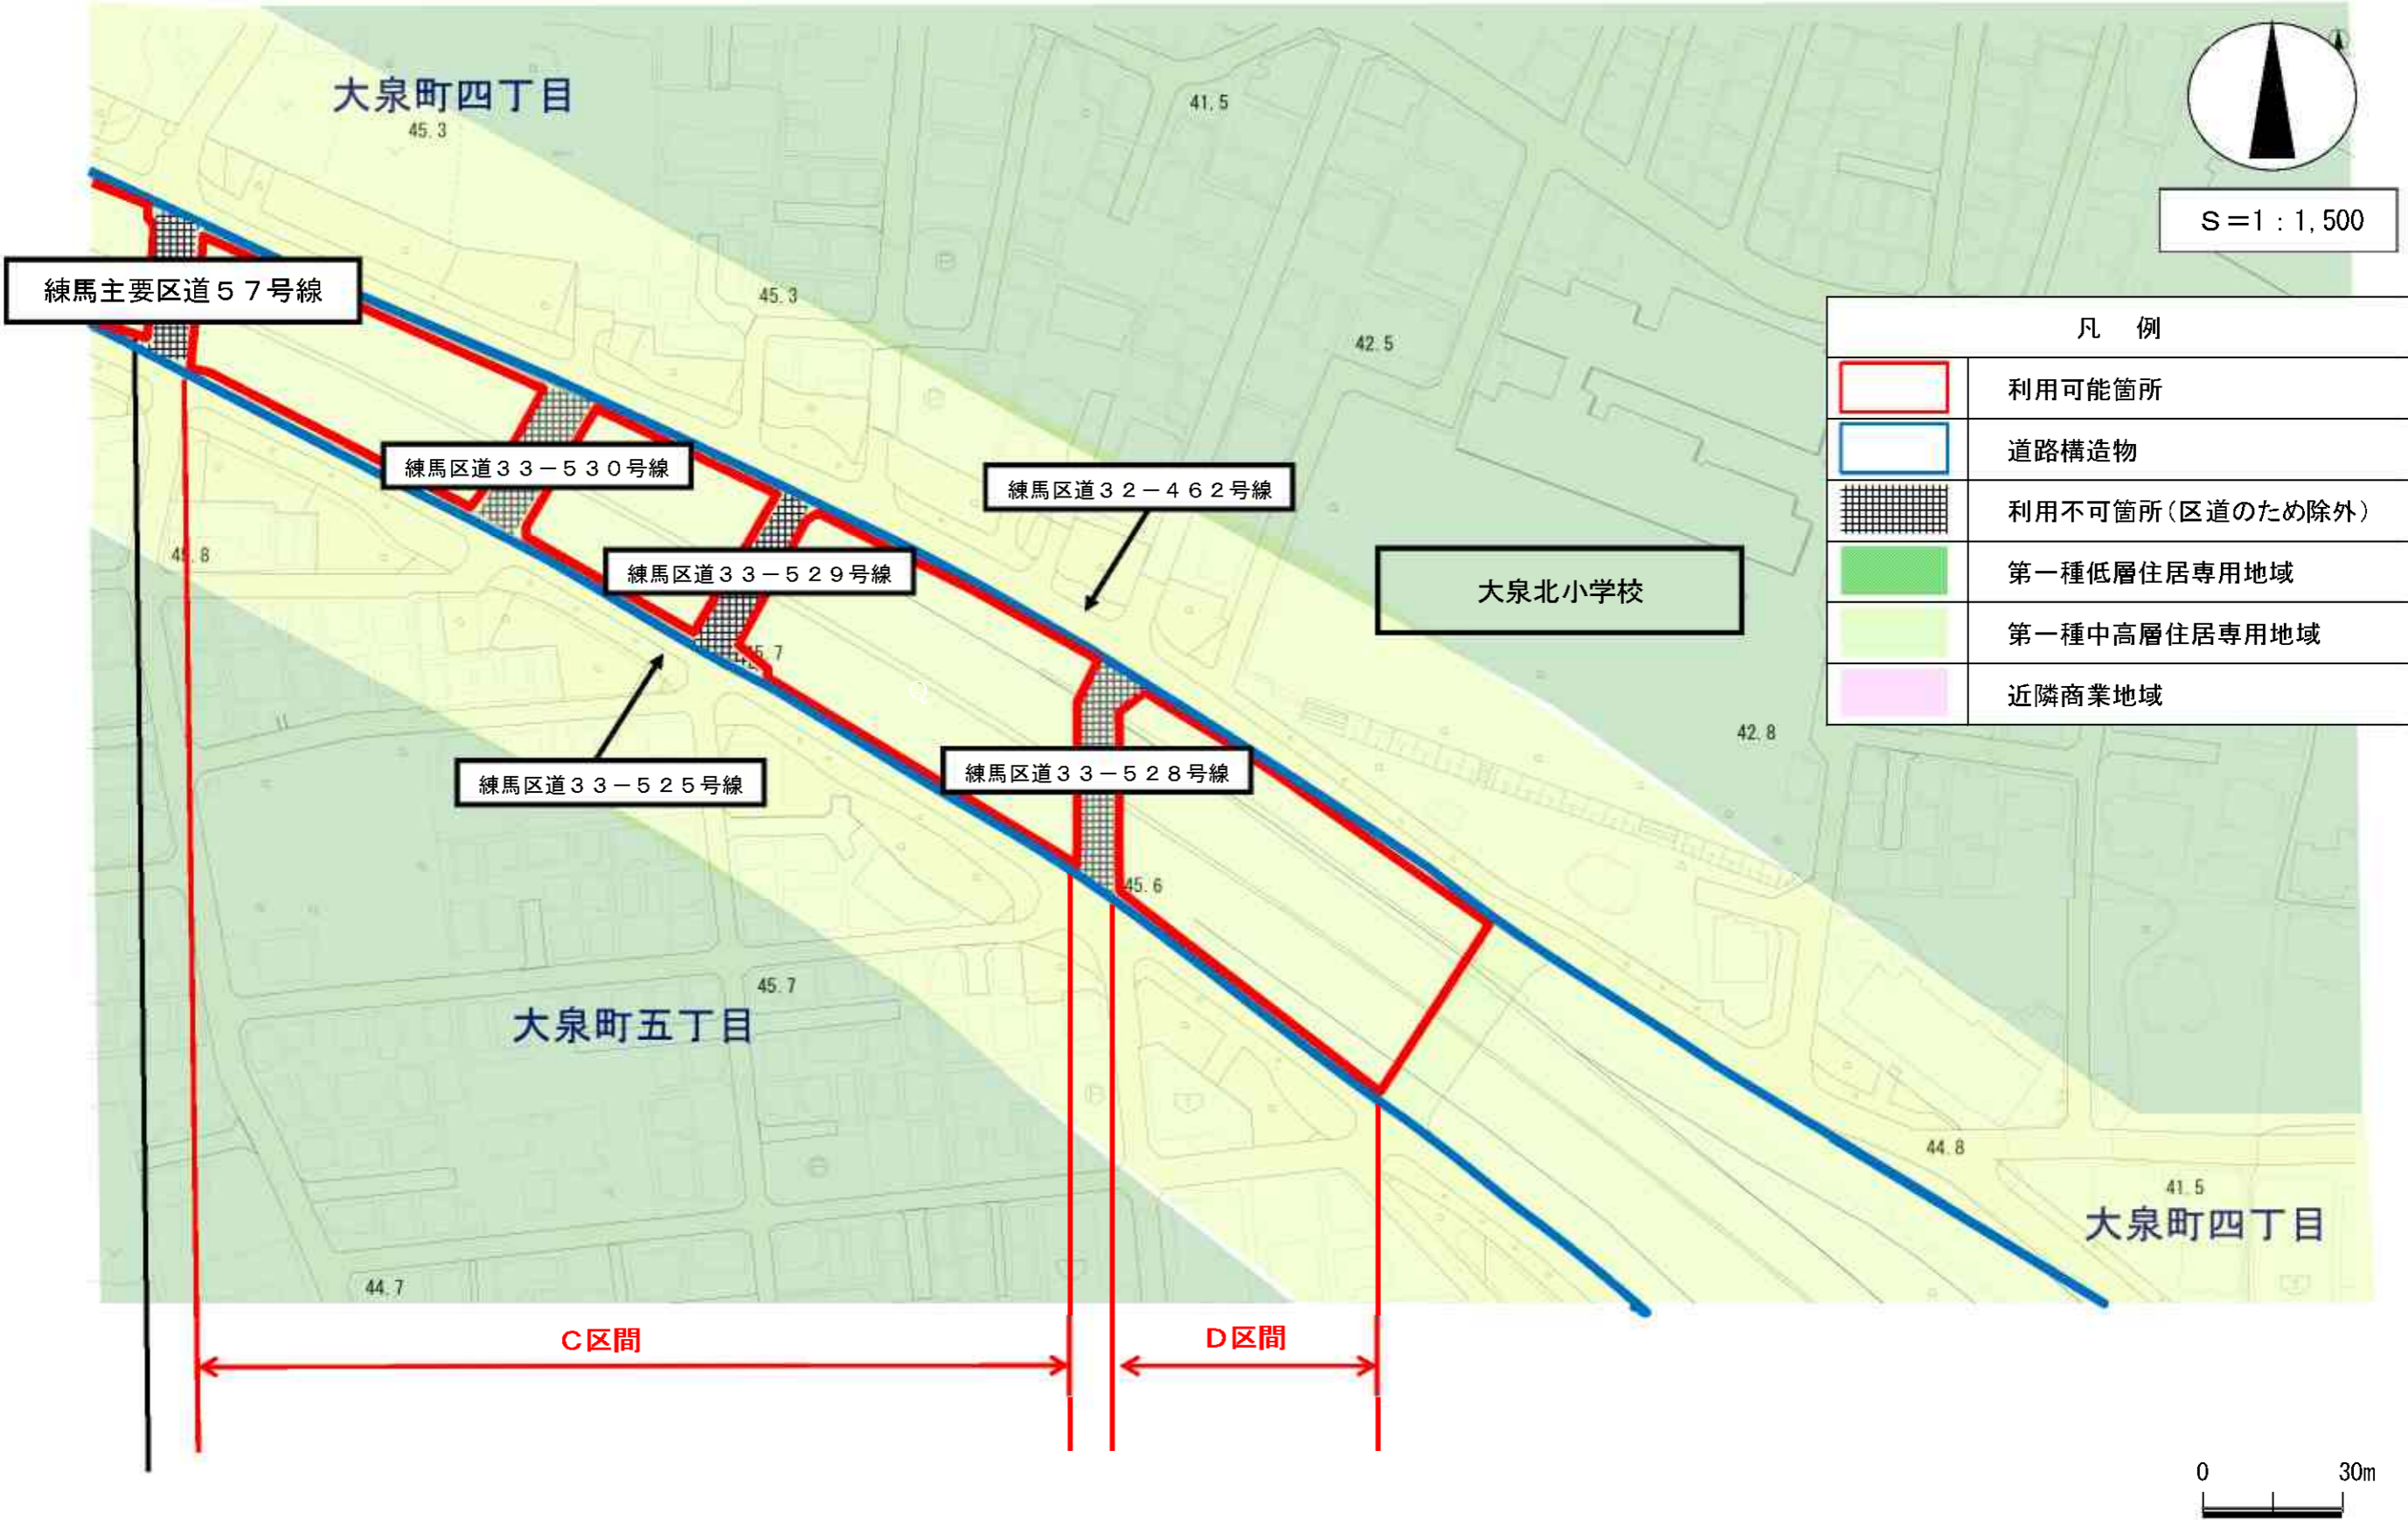 大泉町四丁目
45.3
41.5
S＝1：1,500
練馬主要区道５７号線
45.3
42.5
凡　例
利用可能箇所
道路構造物
利用不可箇所（区道のため除外）
第一種低層住居専用地域
第一種中高層住居専用地域
近隣商業地域
練馬区道３３－５３０号線
練馬区道３２－４６２号線
45.8
練馬区道３３－５２９号線
大泉北小学校
45.7
42.8
練馬区道３３－５２５号線
練馬区道３３－５２８号線
45.6
45.7
大泉町五丁目
44.8
41.5
大泉町四丁目
44.7
C区間
D区間
0
30m